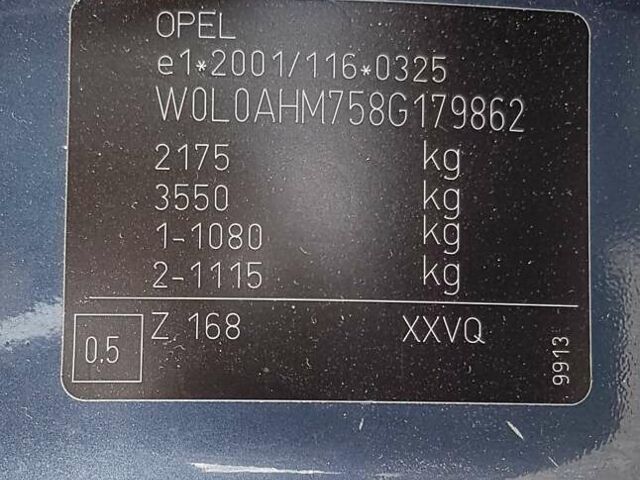 OPEL
e1*2001/116*0325
W0L0AHM758G179862
2175 kg
3550 kg
1-1080 kg
2-1115 kg
0.5 Z 168 XXVQ
9913